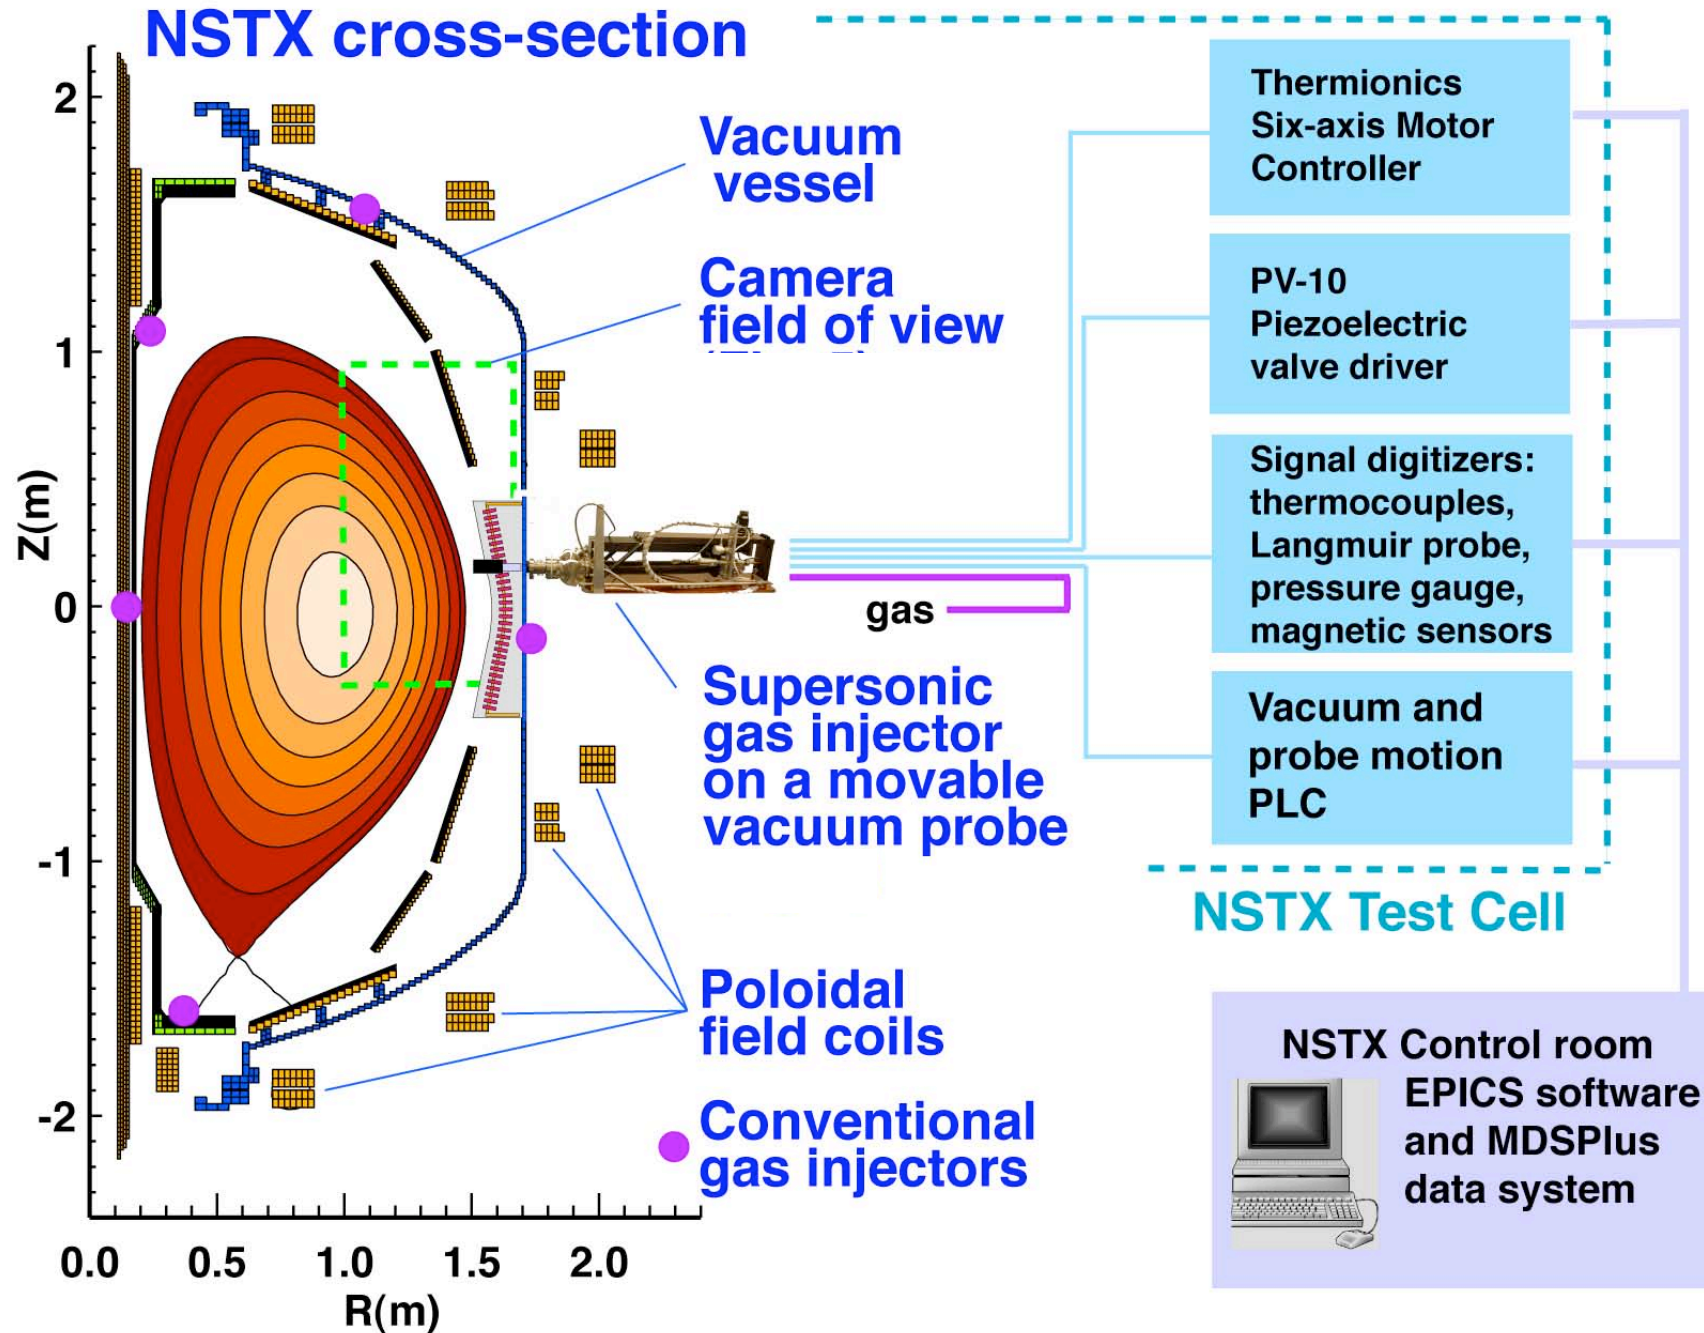 NSTX cross-section
2
1
0
-1
-2
Z(m)
0.0
0.5
1.0
1.5
2.0
R(m)
Vacuum
vessel
Camera
field of view
gas
Supersonic
gas injector
on a movable
vacuum probe
Poloidal
field coils
Conventional
gas injectors
Thermionics
Six-axis Motor
Controller
PV-10
Piezoelectric
valve driver
Signal digitizers:
thermocouples,
Langmuir probe,
pressure gauge,
magnetic sensors
Vacuum and
probe motion
PLC
NSTX Test Cell
NSTX Control room
EPICS software
and MDSPlus
data system